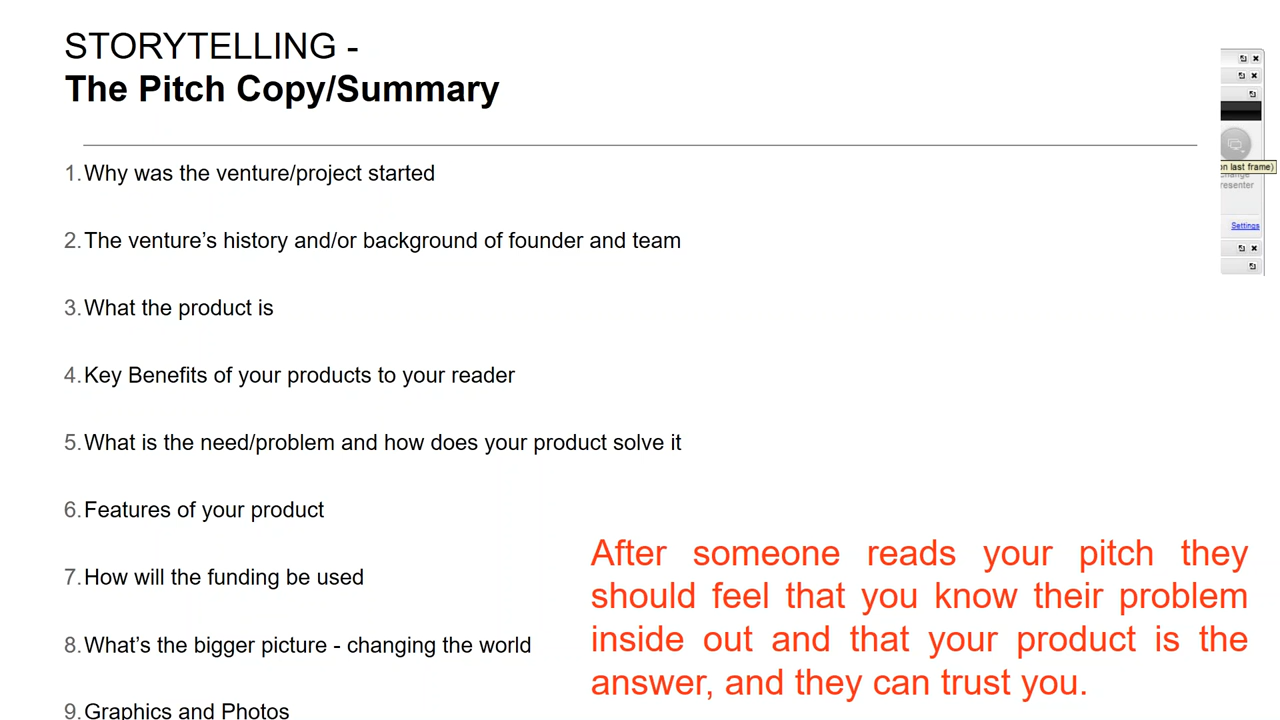 STORYTELLING -
The Pitch Copy/Summary
1. Why was the venture/project started
2. The venture’s history and/or background of founder and team
3. What the product is
4. Key Benefits of your products to your reader
5. What is the need/problem and how does your product solve it
6. Features of your product
7. How will the funding be used
8. What’s the bigger picture - changing the world
9. Graphics and Photos
After someone reads your pitch they
should feel that you know their problem
inside out and that your product is the
answer, and they can trust you.
on last frame)
resenter
Settings